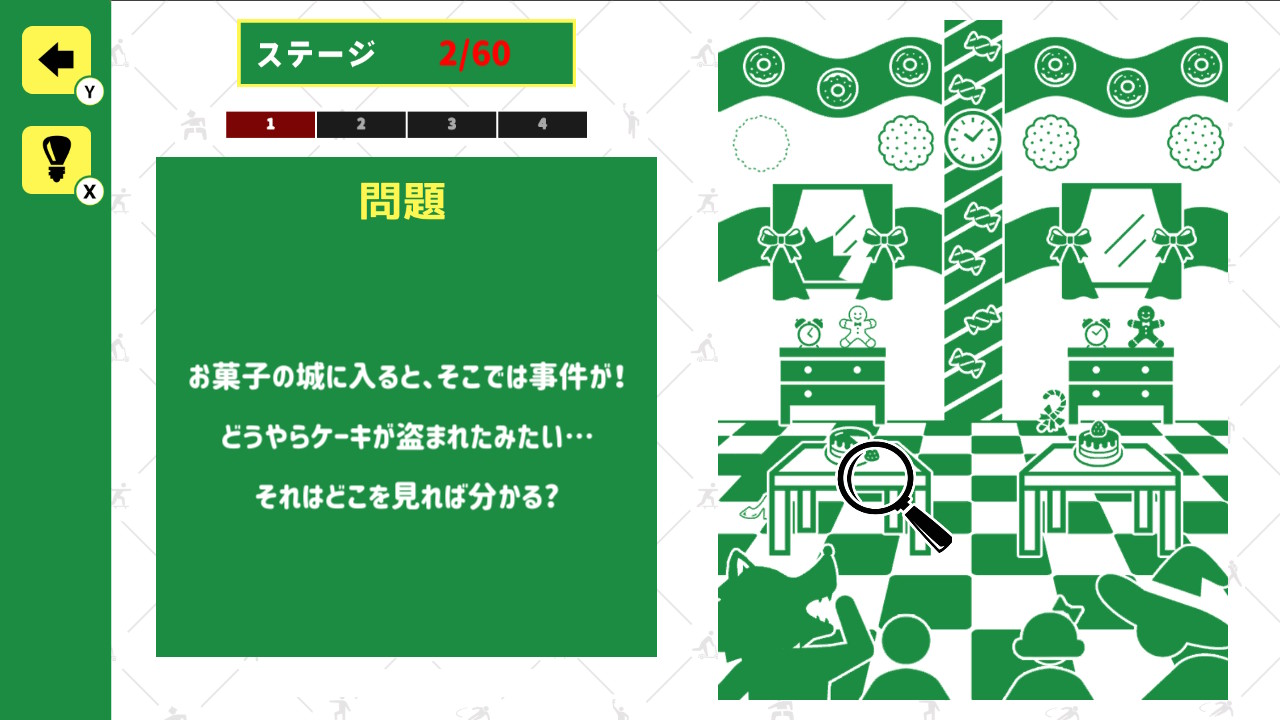 Y
X
ステージ 2/60
1 2 3 4
問題
お菓子の城に入ると、そこでは事件が！
どうやらケーキが盗まれたみたい…
それはどこを見れば分かる？